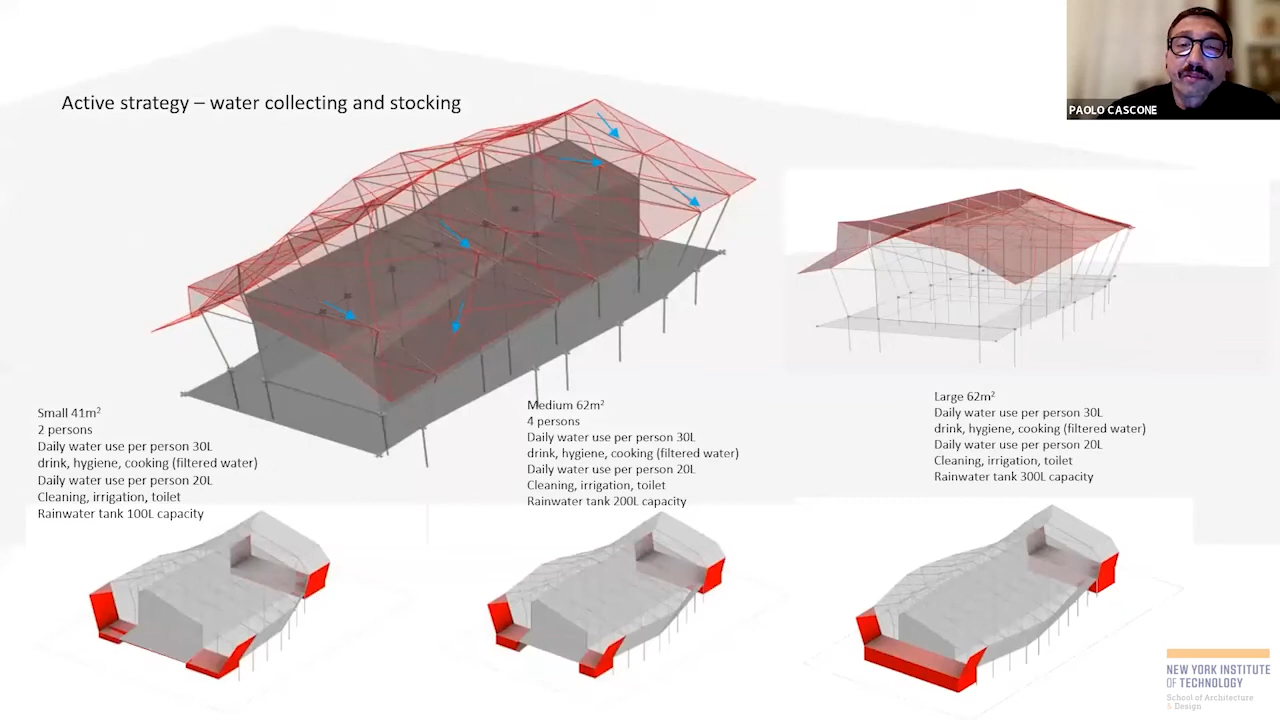 PAOLO CASCONE
Active strategy – water collecting and stocking
Small 41m²
2 persons
Daily water use per person 30L
drink, hygiene, cooking (filtered water)
Daily water use per person 20L
Cleaning, irrigation, toilet
Rainwater tank 100L capacity
Medium 62m²
4 persons
Daily water use per person 30L
drink, hygiene, cooking (filtered water)
Daily water use per person 20L
Cleaning, irrigation, toilet
Rainwater tank 200L capacity
Large 62m²
Daily water use per person 30L
drink, hygiene, cooking (filtered water)
Daily water use per person 20L
Cleaning, irrigation, toilet
Rainwater tank 300L capacity
NEW YORK INSTITUTE
OF TECHNOLOGY
School of Architecture
& Design